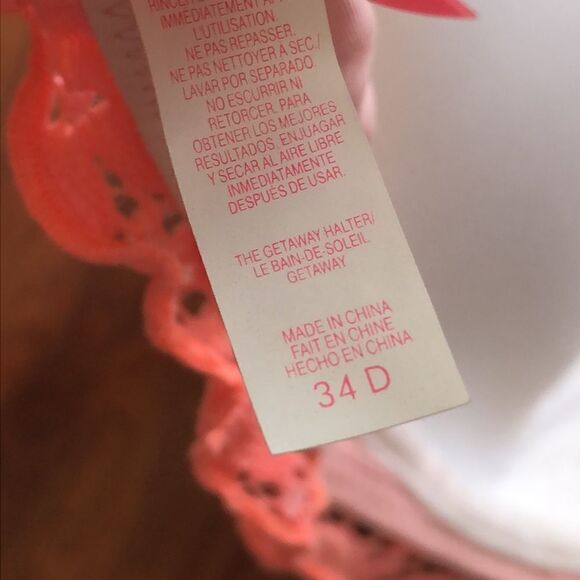 IMMÉDIATEMENT APRÈS
L'UTILISATION.
NE PAS REPASSER.
NE PAS NETTOYER A SEC./
LAVAR POR SEPARADO.
NO ESCURRIR NI
RETORCER. PARA
OBTENER LOS MEJORES
RESULTADOS, ENJUAGAR
Y SECAR AL AIRE LIBRE
INMEDIATAMENTE
DESPUÉS DE USAR.
THE GETAWAY HALTER/
LE BAIN-DE-SOLEIL
GETAWAY
MADE IN CHINA
FAIT EN CHINE
HECHO EN CHINA
34 D